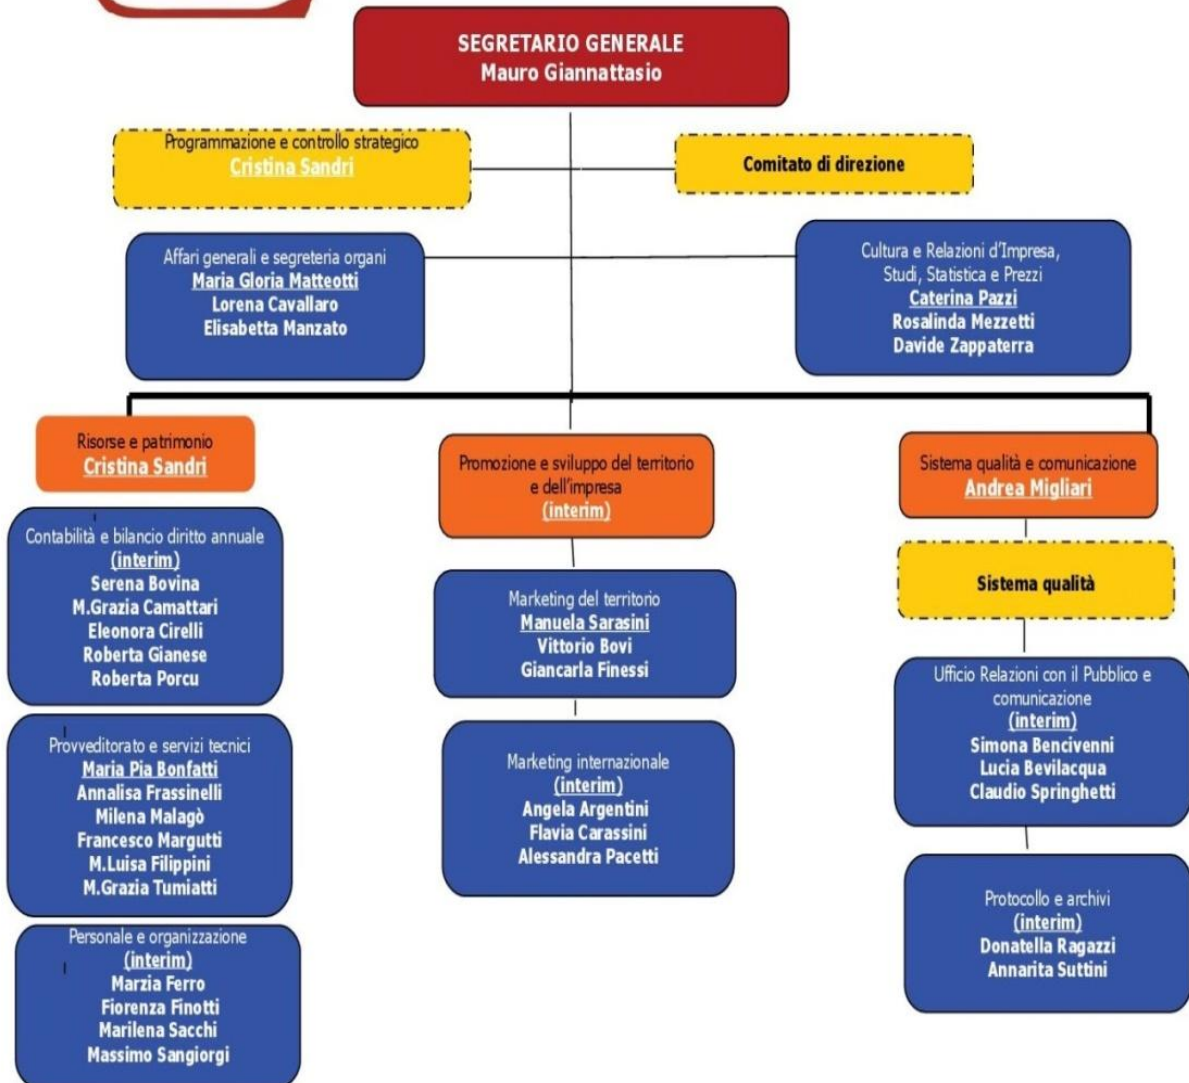 SEGRETARIO GENERALE
Mauro Giannattasio
Programmazione e controllo strategico
Cristina Sandri
Comitato di direzione
Affari generali e segreteria organi
Maria Gloria Matteotti
Lorena Cavallaro
Elisabetta Manzato
Cultura e Relazioni d'Impresa,
Studi, Statistica e Prezzi
Caterina Pazzi
Rosalinda Mezzetti
Davide Zappaterra
Risorse e patrimonio
Cristina Sandri
Contabilità e bilancio diritto annuale
(interim)
Serena Bovina
M.Grazia Camattari
Eleonora Cirelli
Roberta Gianese
Roberta Porcu
Provveditorato e servizi tecnici
Maria Pia Bonfatti
Annalisa Frassinelli
Milena Malagò
Francesco Margutti
M.Luisa Filippini
M.Grazia Tumiatti
Personale e organizzazione
(interim)
Marzia Ferro
Fiorenza Finotti
Marilena Sacchi
Massimo Sangiorgi
Promozione e sviluppo del territorio
e dell'impresa
(interim)
Marketing del territorio
Manuela Sarasini
Vittorio Bovi
Giancarla Finessi
Marketing internazionale
(interim)
Angela Argentini
Flavia Carassini
Alessandra Pacetti
Sistema qualità e comunicazione
Andrea Migliari
Sistema qualità
Ufficio Relazioni con il Pubblico e
comunicazione
(interim)
Simona Bencivenni
Lucia Bevilacqua
Claudio Springhetti
Protocollo e archivi
(interim)
Donatella Ragazzi
Annarita Suttini